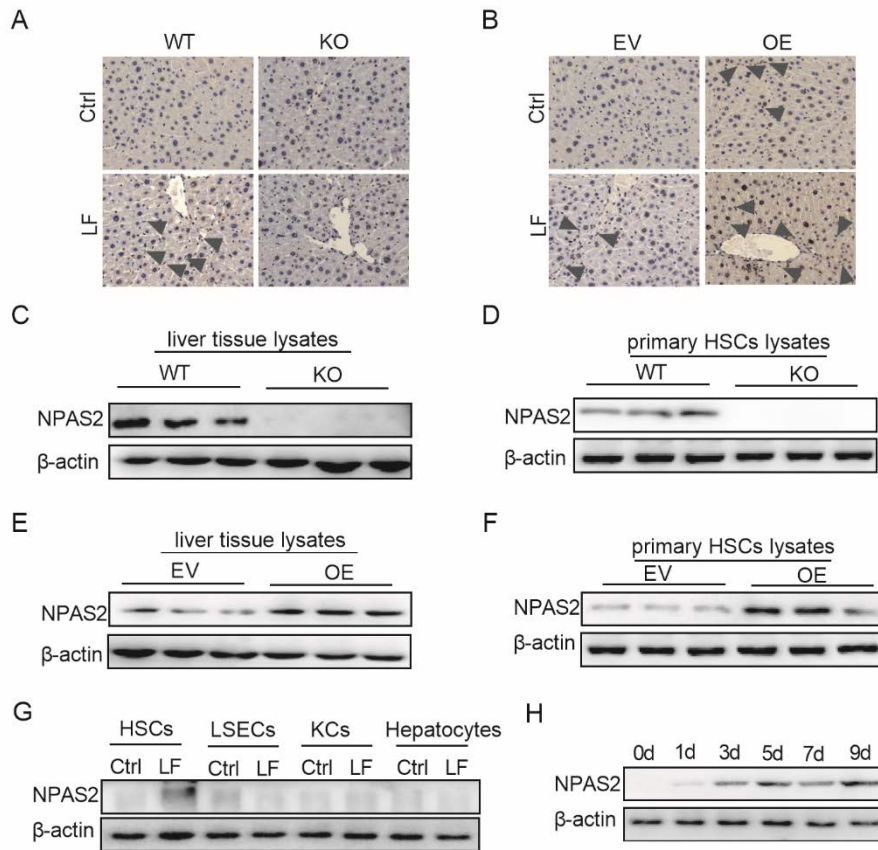 A
WT KO
Ctrl
LF
B
EV OE
Ctrl
LF
C
liver tissue lysates
WT KO
NPAS2
β-actin
D
primary HSCs lysates
WT KO
NPAS2
β-actin
E
liver tissue lysates
EV OE
NPAS2
β-actin
F
primary HSCs lysates
EV OE
NPAS2
β-actin
G
HSCs LSECs KCs Hepatocytes
Ctrl LF Ctrl LF Ctrl LF Ctrl LF
NPAS2
β-actin
H
0d 1d 3d 5d 7d 9d
NPAS2
β-actin